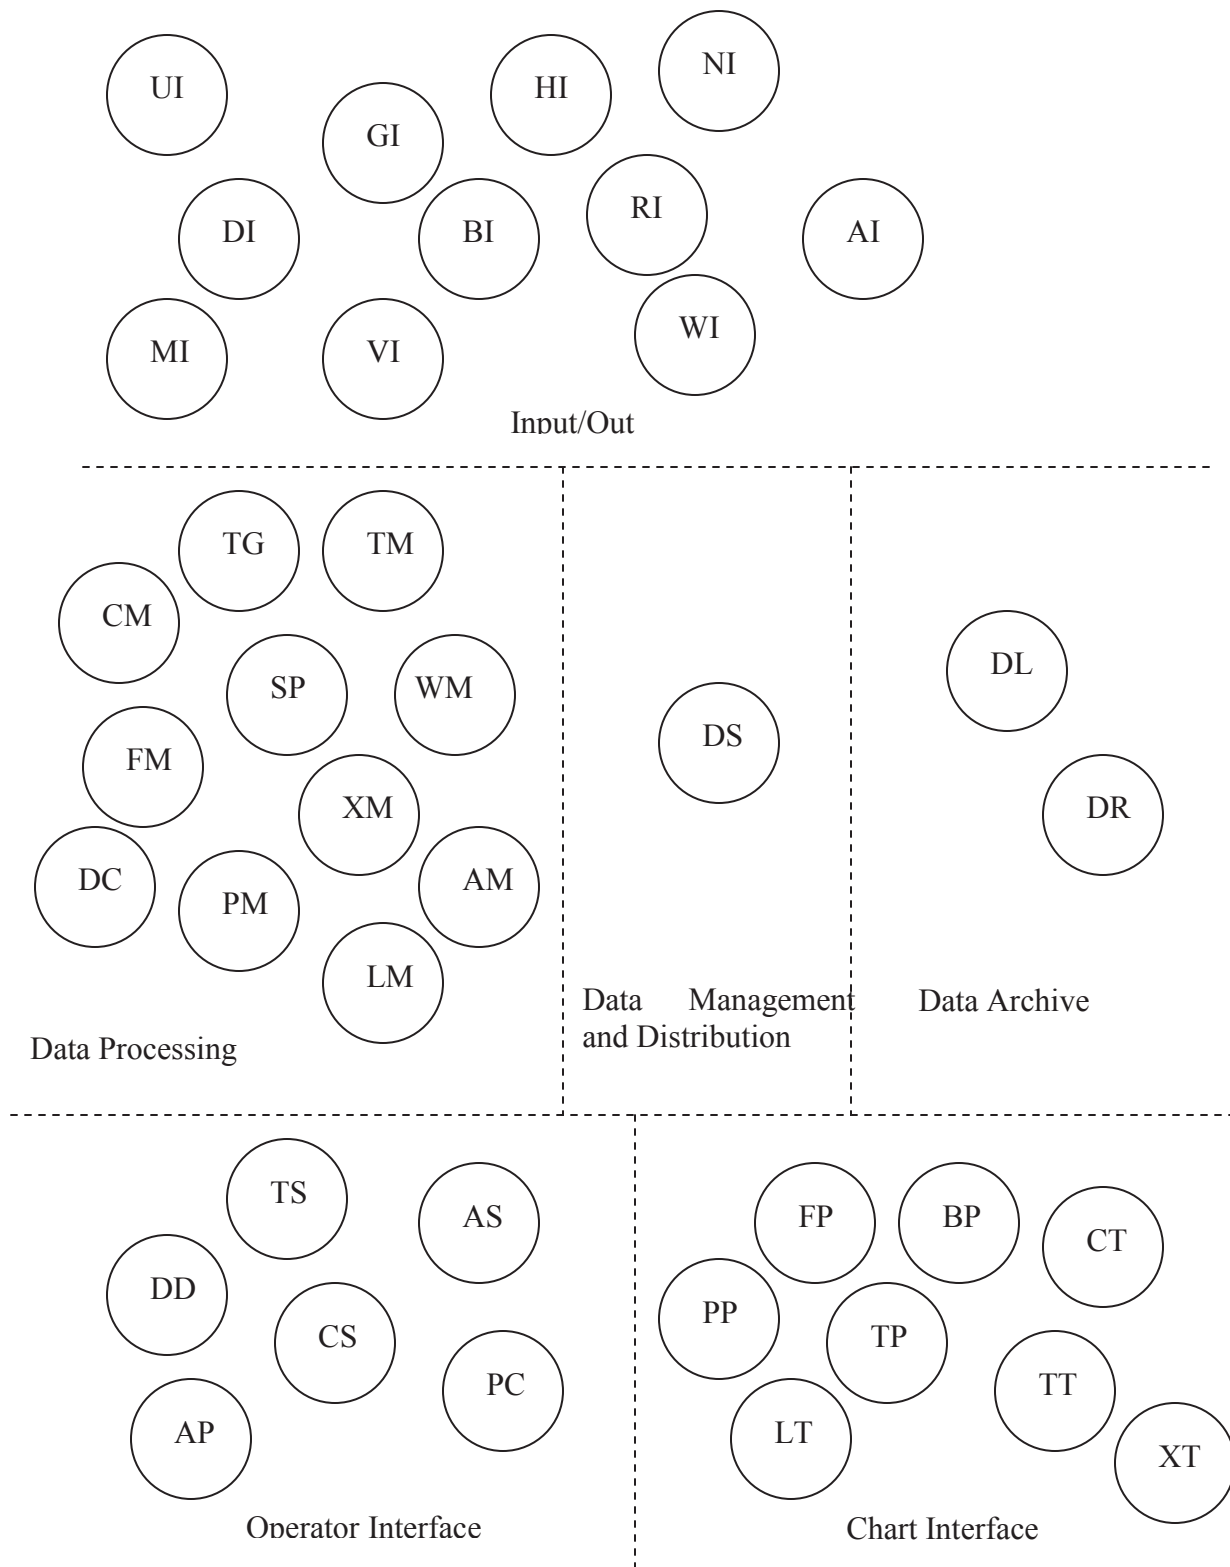 NI
UI
HI
GI
RI
DI
BI
AI
WI
MI
VI
Input/Out
TG
TM
CM
DL
SP
WM
DS
FM
DR
XM
DC
AM
PM
LM
Data Management
and Distribution
Data Archive
Data Processing
TS
AS
FP
BP
CT
DD
PP
CS
TP
PC
TT
AP
LT
XT
Operator Interface
Chart Interface